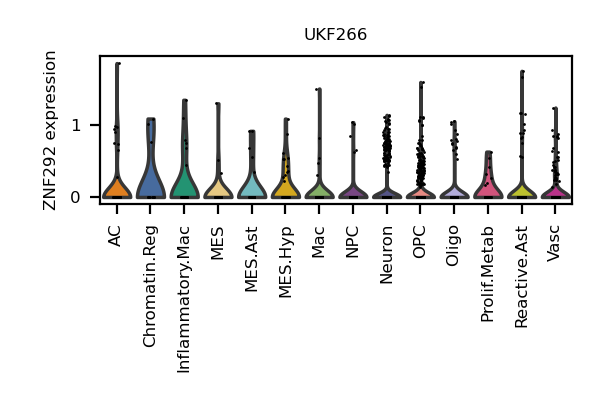 UKF266
ZNF292 expression
1
0
AC
Chromatin.Reg
Inflammatory.Mac
MES
MES.Ast
MES.Hyp
Mac
NPC
Neuron
OPC
Oligo
Prolif.Metab
Reactive.Ast
Vasc